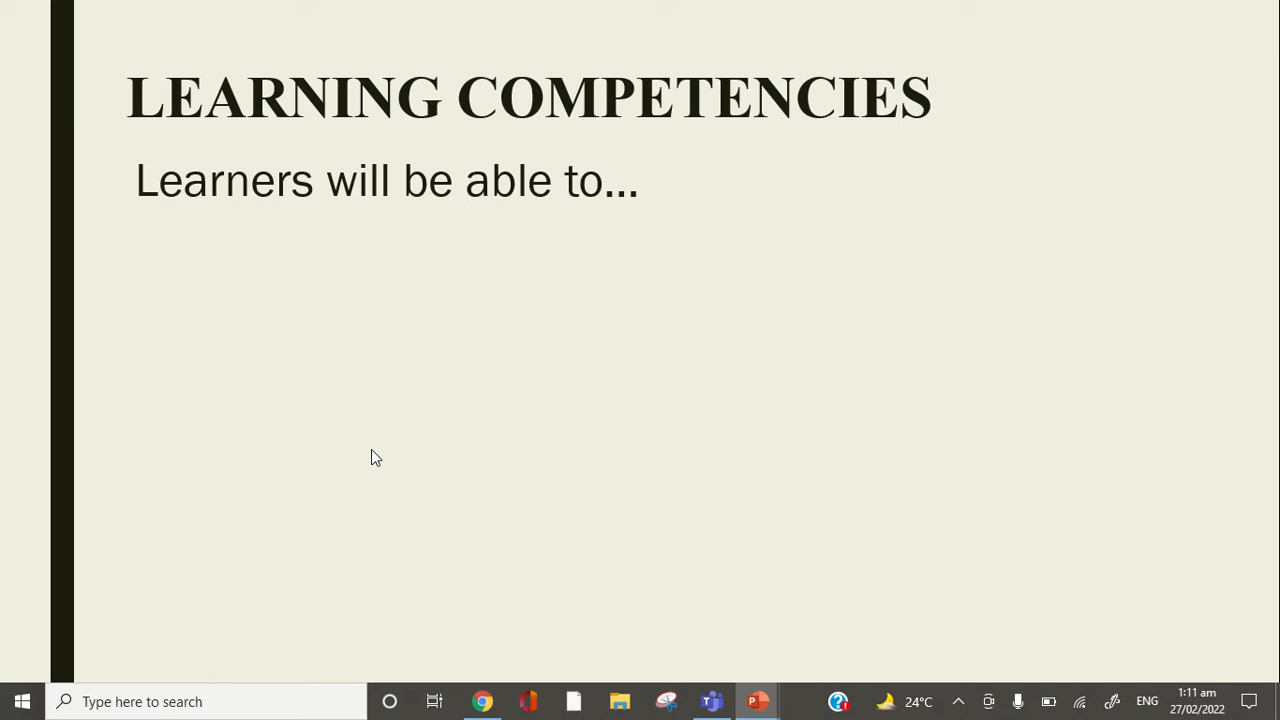 LEARNING COMPETENCIES
Learners will be able to...
Type here to search
24°C
ENG
1:11 am
27/02/2022